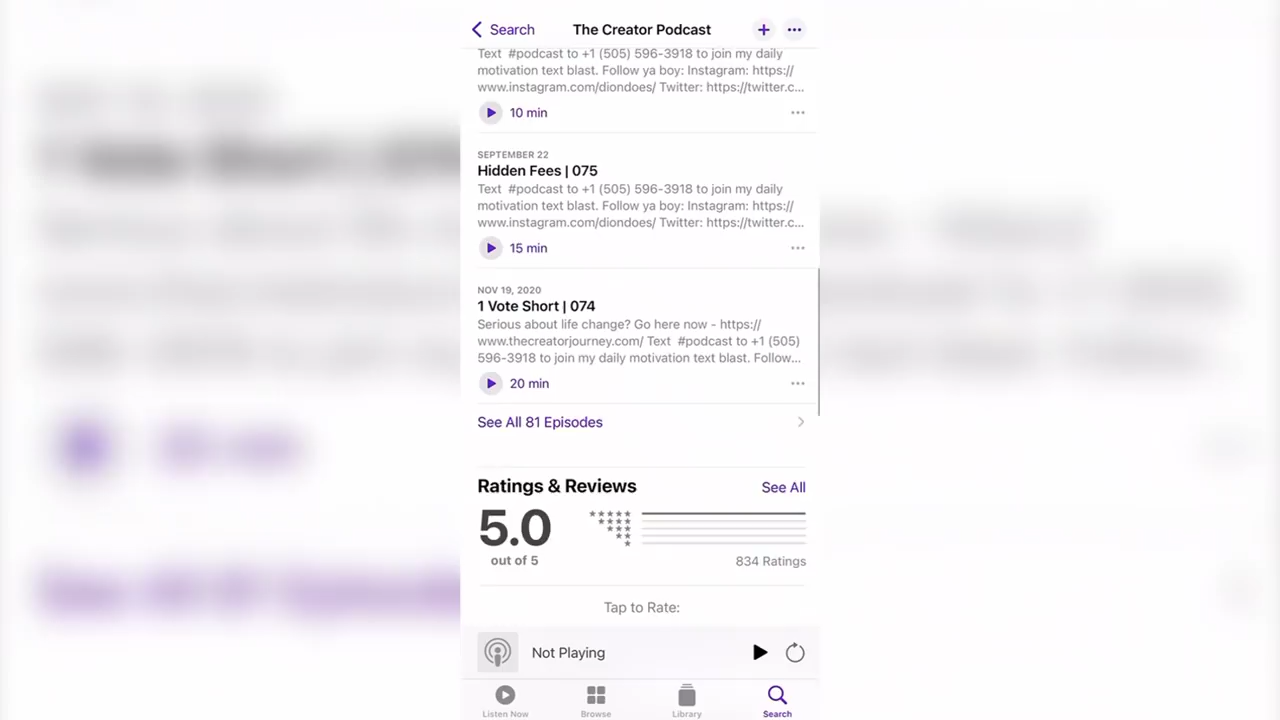 Search
The Creator Podcast
Text #podcast to +1 (505) 596-3918 to join my daily
motivation text blast. Follow ya boy: Instagram: https://
www.instagram.com/diondoes/ Twitter: https://twitter.c...
10 min
SEPTEMBER 22
Hidden Fees | 075
Text #podcast to +1 (505) 596-3918 to join my daily
motivation text blast. Follow ya boy: Instagram: https://
www.instagram.com/diondoes/ Twitter: https://twitter.c...
15 min
NOV 19, 2020
1 Vote Short | 074
Serious about life change? Go here now - https://
www.thecreatorjourney.com/ Text #podcast to +1 (505)
596-3918 to join my daily motivation text blast. Follow...
20 min
See All 81 Episodes
Ratings & Reviews
See All
5.0
out of 5
834 Ratings
Tap to Rate:
Not Playing
Listen Now
Browse
Library
Search